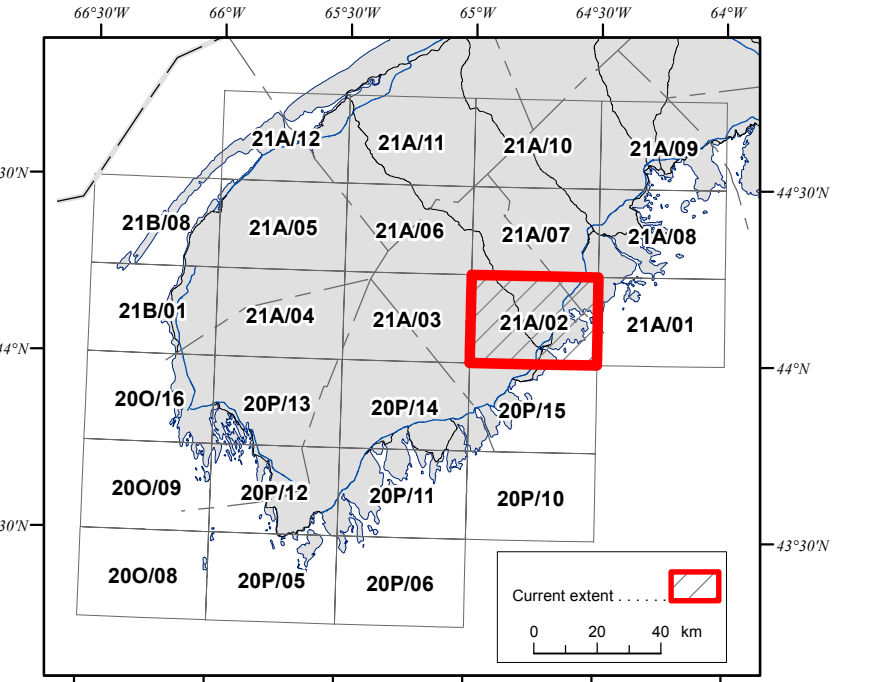 66°30'W 66°W 65°30'W 65°W 64°30'W 64°W
21A/12 21A/11 21A/10 21A/09
30'N 44°30'N
21B/08 21A/05 21A/06 21A/07 21A/08
21B/01 21A/04 21A/03 21A/02 21A/01
4°N 44°N
20O/16 20P/13 20P/14 20P/15
20O/09 20P/12 20P/11 20P/10
30'N 43°30'N
20O/08 20P/05 20P/06
Current extent . . . . . .
0 20 40 km